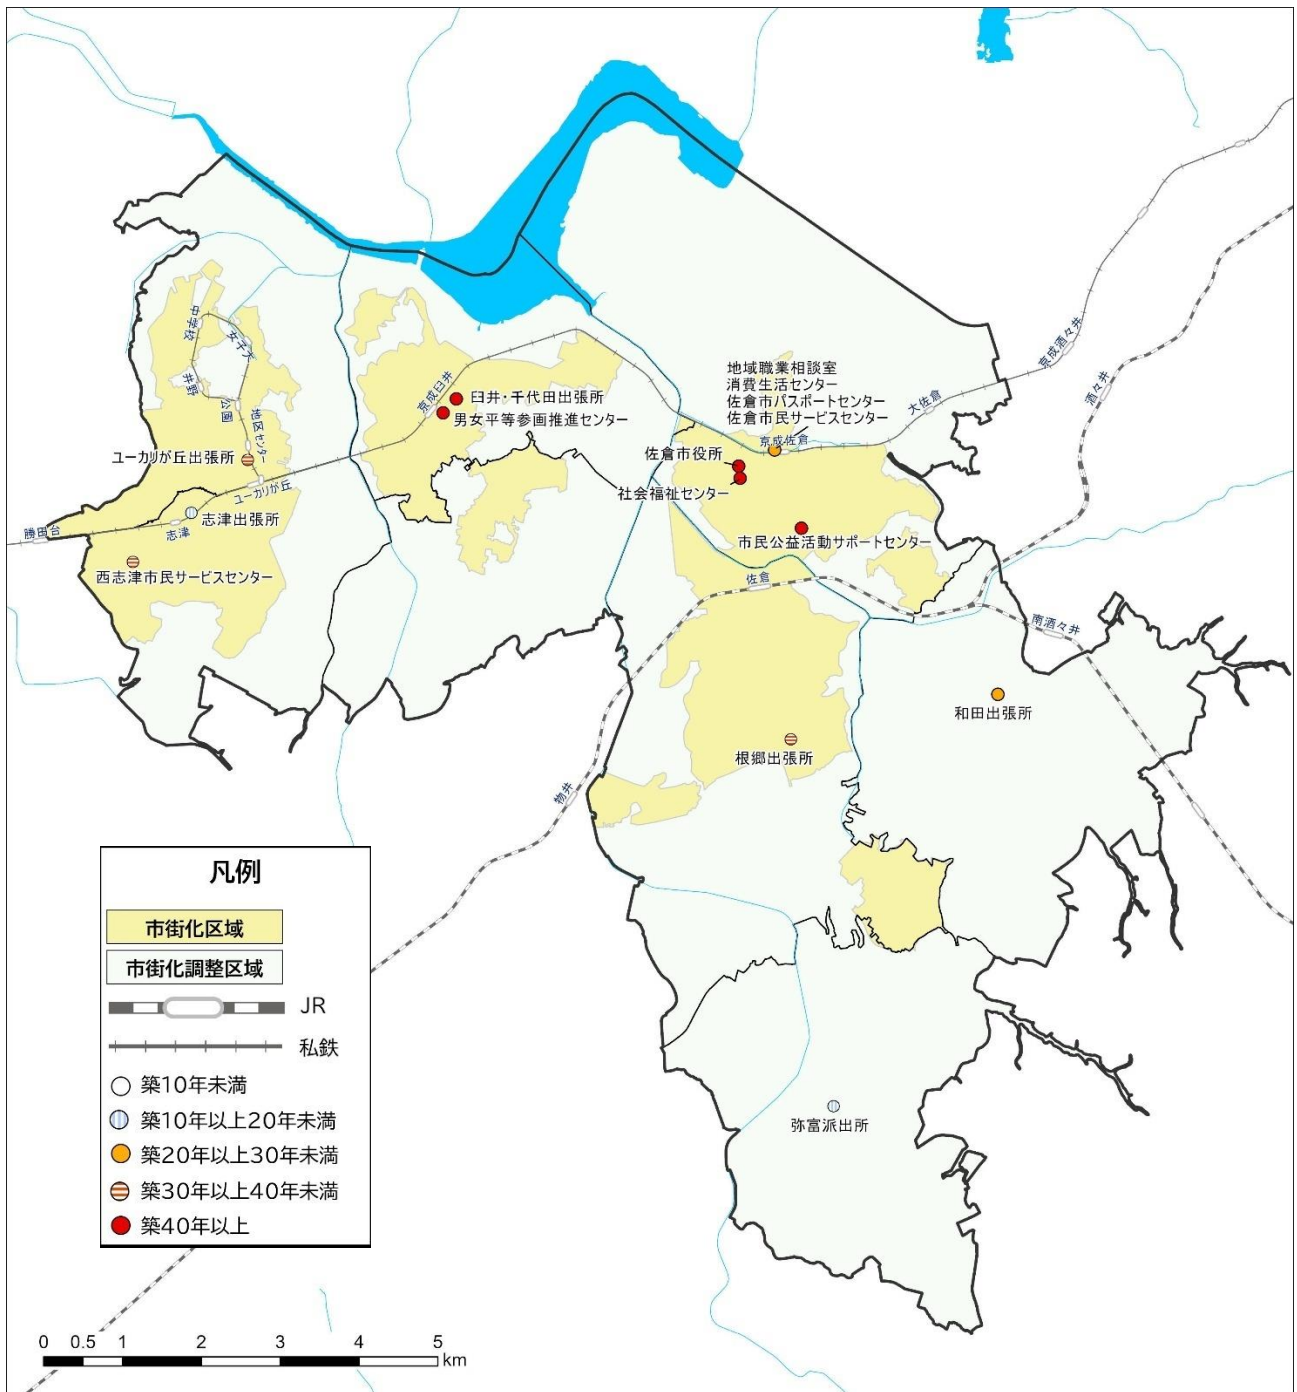 京成酒々井
酒々井
中学校
女子大
井野
公園
地区センター
京成臼井
臼井・千代田出張所
男女平等参画推進センター
地域職業相談室
消費生活センター
佐倉市パスポートセンター
佐倉市民サービスセンター
大佐倉
京成佐倉
佐倉市役所
社会福祉センター
ユーカリが丘出張所
ユーカリが丘
志津出張所
勝田台
志津
西志津市民サービスセンター
市民公益活動サポートセンター
佐倉
南酒々井
和田出張所
根郷出張所
物井
弥富派出所
凡例
市街化区域
市街化調整区域
JR
私鉄
築10年未満
築10年以上20年未満
築20年以上30年未満
築30年以上40年未満
築40年以上
0 0.5 1 2 3 4 5
km